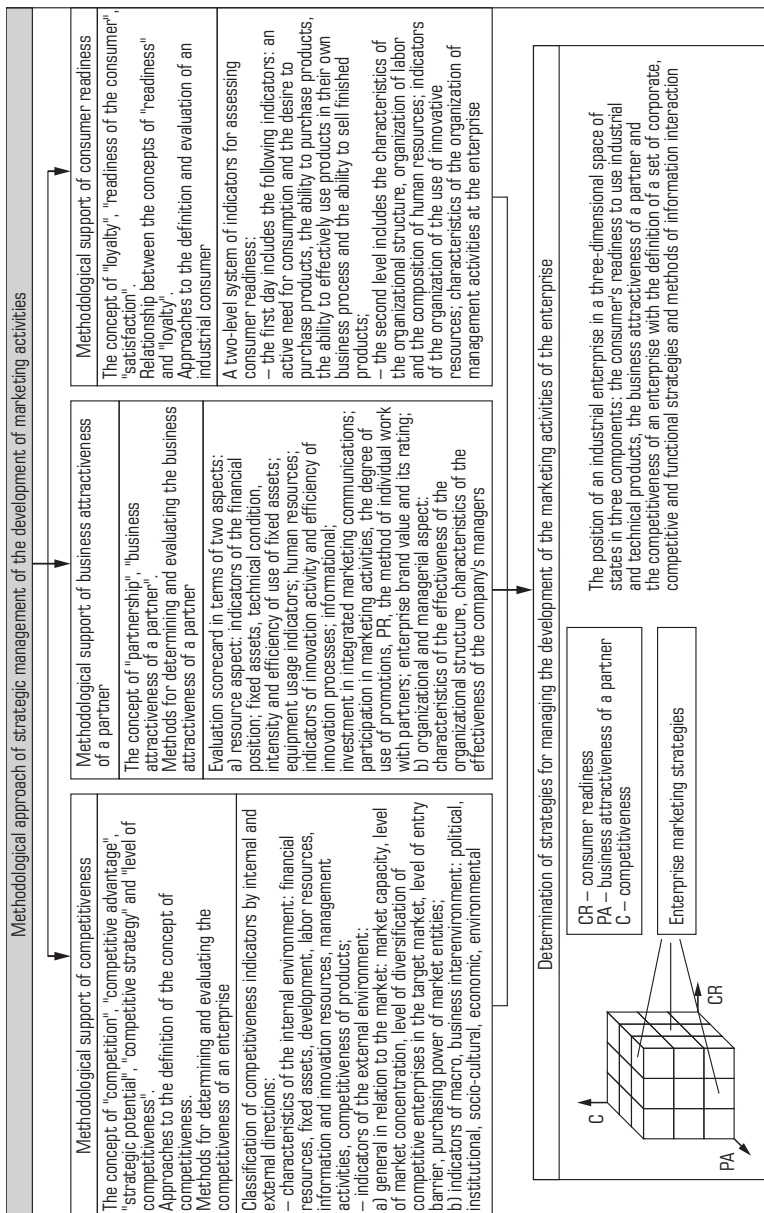 Methodological approach of strategic management of the development of marketing activities
Methodological support of competitiveness
The concept of "competition", "competitive advantage",
"strategic potential", "competitive strategy" and "level of
competitiveness".
Approaches to the definition of the concept of
competitiveness.
Methods for determining and evaluating the
competitiveness of an enterprise
Classification of competitiveness indicators by internal and
external directions:
– characteristics of the internal environment: financial
resources, fixed assets, development, labor resources,
information and innovation resources, management
activities, competitiveness of products;
– indicators of the external environment:
a) general in relation to the market: market capacity, level
of market concentration, level of diversification of
competitive enterprises in the target market, level of entry
barrier, purchasing power of market entities;
b) indicators of macro, business interenvironment: political,
institutional, socio-cultural, economic, environmental
Methodological support of business attractiveness
of a partner
The concept of "partnership", "business
attractiveness of a partner".
Methods for determining and evaluating the business
attractiveness of a partner
Evaluation scorecard in terms of two aspects:
a) resource aspect: indicators of the financial
position; fixed assets, technical condition,
intensity and efficiency of use of fixed assets;
equipment usage indicators; human resources;
indicators of innovation activity and efficiency of
innovation processes; informational;
investment in integrated marketing communications;
participation in marketing activities, the degree of
use of promotions, PR, the method of individual work
with partners; enterprise brand value and its rating;
b) organizational and managerial aspect:
characteristics of the effectiveness of the
organizational structure, characteristics of the
effectiveness of the company's managers
Methodological support of consumer readiness
The concept of "loyalty", "readiness of the consumer",
"satisfaction".
Relationship between the concepts of "readiness"
and "loyalty".
Approaches to the definition and evaluation of an
industrial consumer
A two-level system of indicators for assessing
consumer readiness:
– the first day includes the following indicators: an
active need for consumption and the desire to
purchase products, the ability to purchase products,
the ability to effectively use products in their own
business process and the ability to sell finished
products;
– the second level includes the characteristics of
the organizational structure, organization of labor
and the composition of human resources; indicators
of the organization of the use of innovative
resources; characteristics of the organization of
management activities at the enterprise
Determination of strategies for managing the development of the marketing activities of the enterprise
C
CR
PA
CR – consumer readiness
PA – business attractiveness of a partner
C – competitiveness
Enterprise marketing strategies
The position of an industrial enterprise in a three-dimensional space of
states in three components: the consumer's readiness to use industrial
and technical products, the business attractiveness of a partner and
the competitiveness of an enterprise with the definition of a set of corporate,
competitive and functional strategies and methods of information interaction